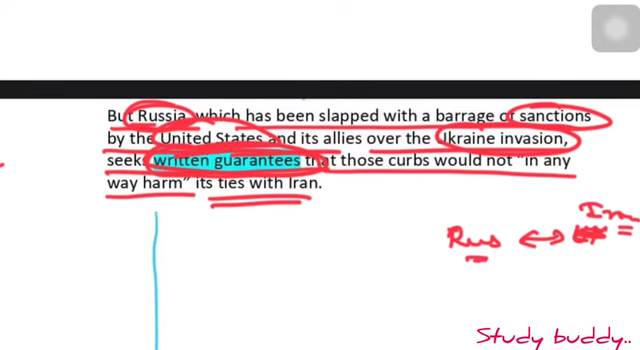 But Russia, which has been slapped with a barrage of sanctions
by the United States and its allies over the Ukraine invasion,
seeks written guarantees that those curbs would not "in any
way harm" its ties with Iran.
Iran
Rus ↔
Study buddy..